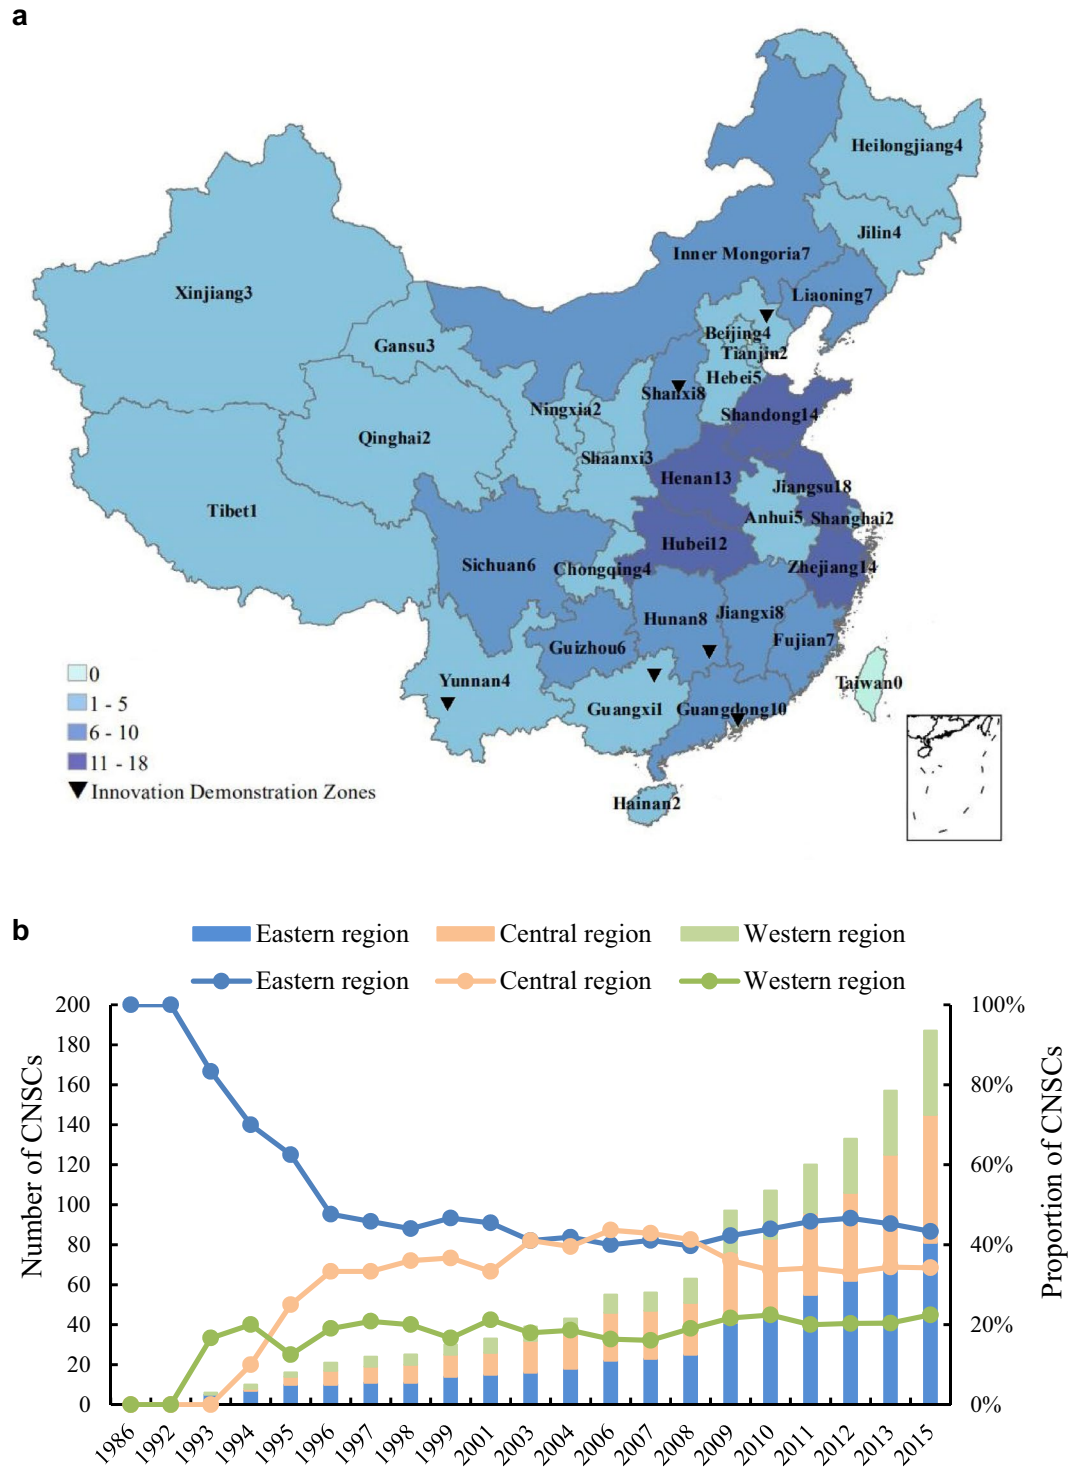 a
Heilongjiang4
Jilin4
Inner Mongoria7
Liaoning7
Xinjiang3
Beijing4
Gansu3
Tianjin2
Hebei5
Shanxi8
Ningxia2
Shandong14
Qinghai2
Shaanxi3
Henan13
Jiangsu18
Tibet1
Anhui5
Shanghai2
Hubei12
Sichuan6
Chongqing4
Zhejiang14
Hunan8
Jiangxi8
Guizhou6
Fujian7
Yunnan4
Taiwan0
Guangxi1
Guangdong10
Hainan2
0
1 - 5
6 - 10
11 - 18
Innovation Demonstration Zones
b
Eastern region Central region Western region
Eastern region Central region Western region
Number of CNSCs
200
180
160
140
120
100
80
60
40
20
0
100%
80%
60%
40%
20%
0%
Proportion of CNSCs
1986 1992 1993 1994 1995 1996 1997 1998 1999 2001 2003 2004 2006 2007 2008 2009 2010 2011 2012 2013 2015